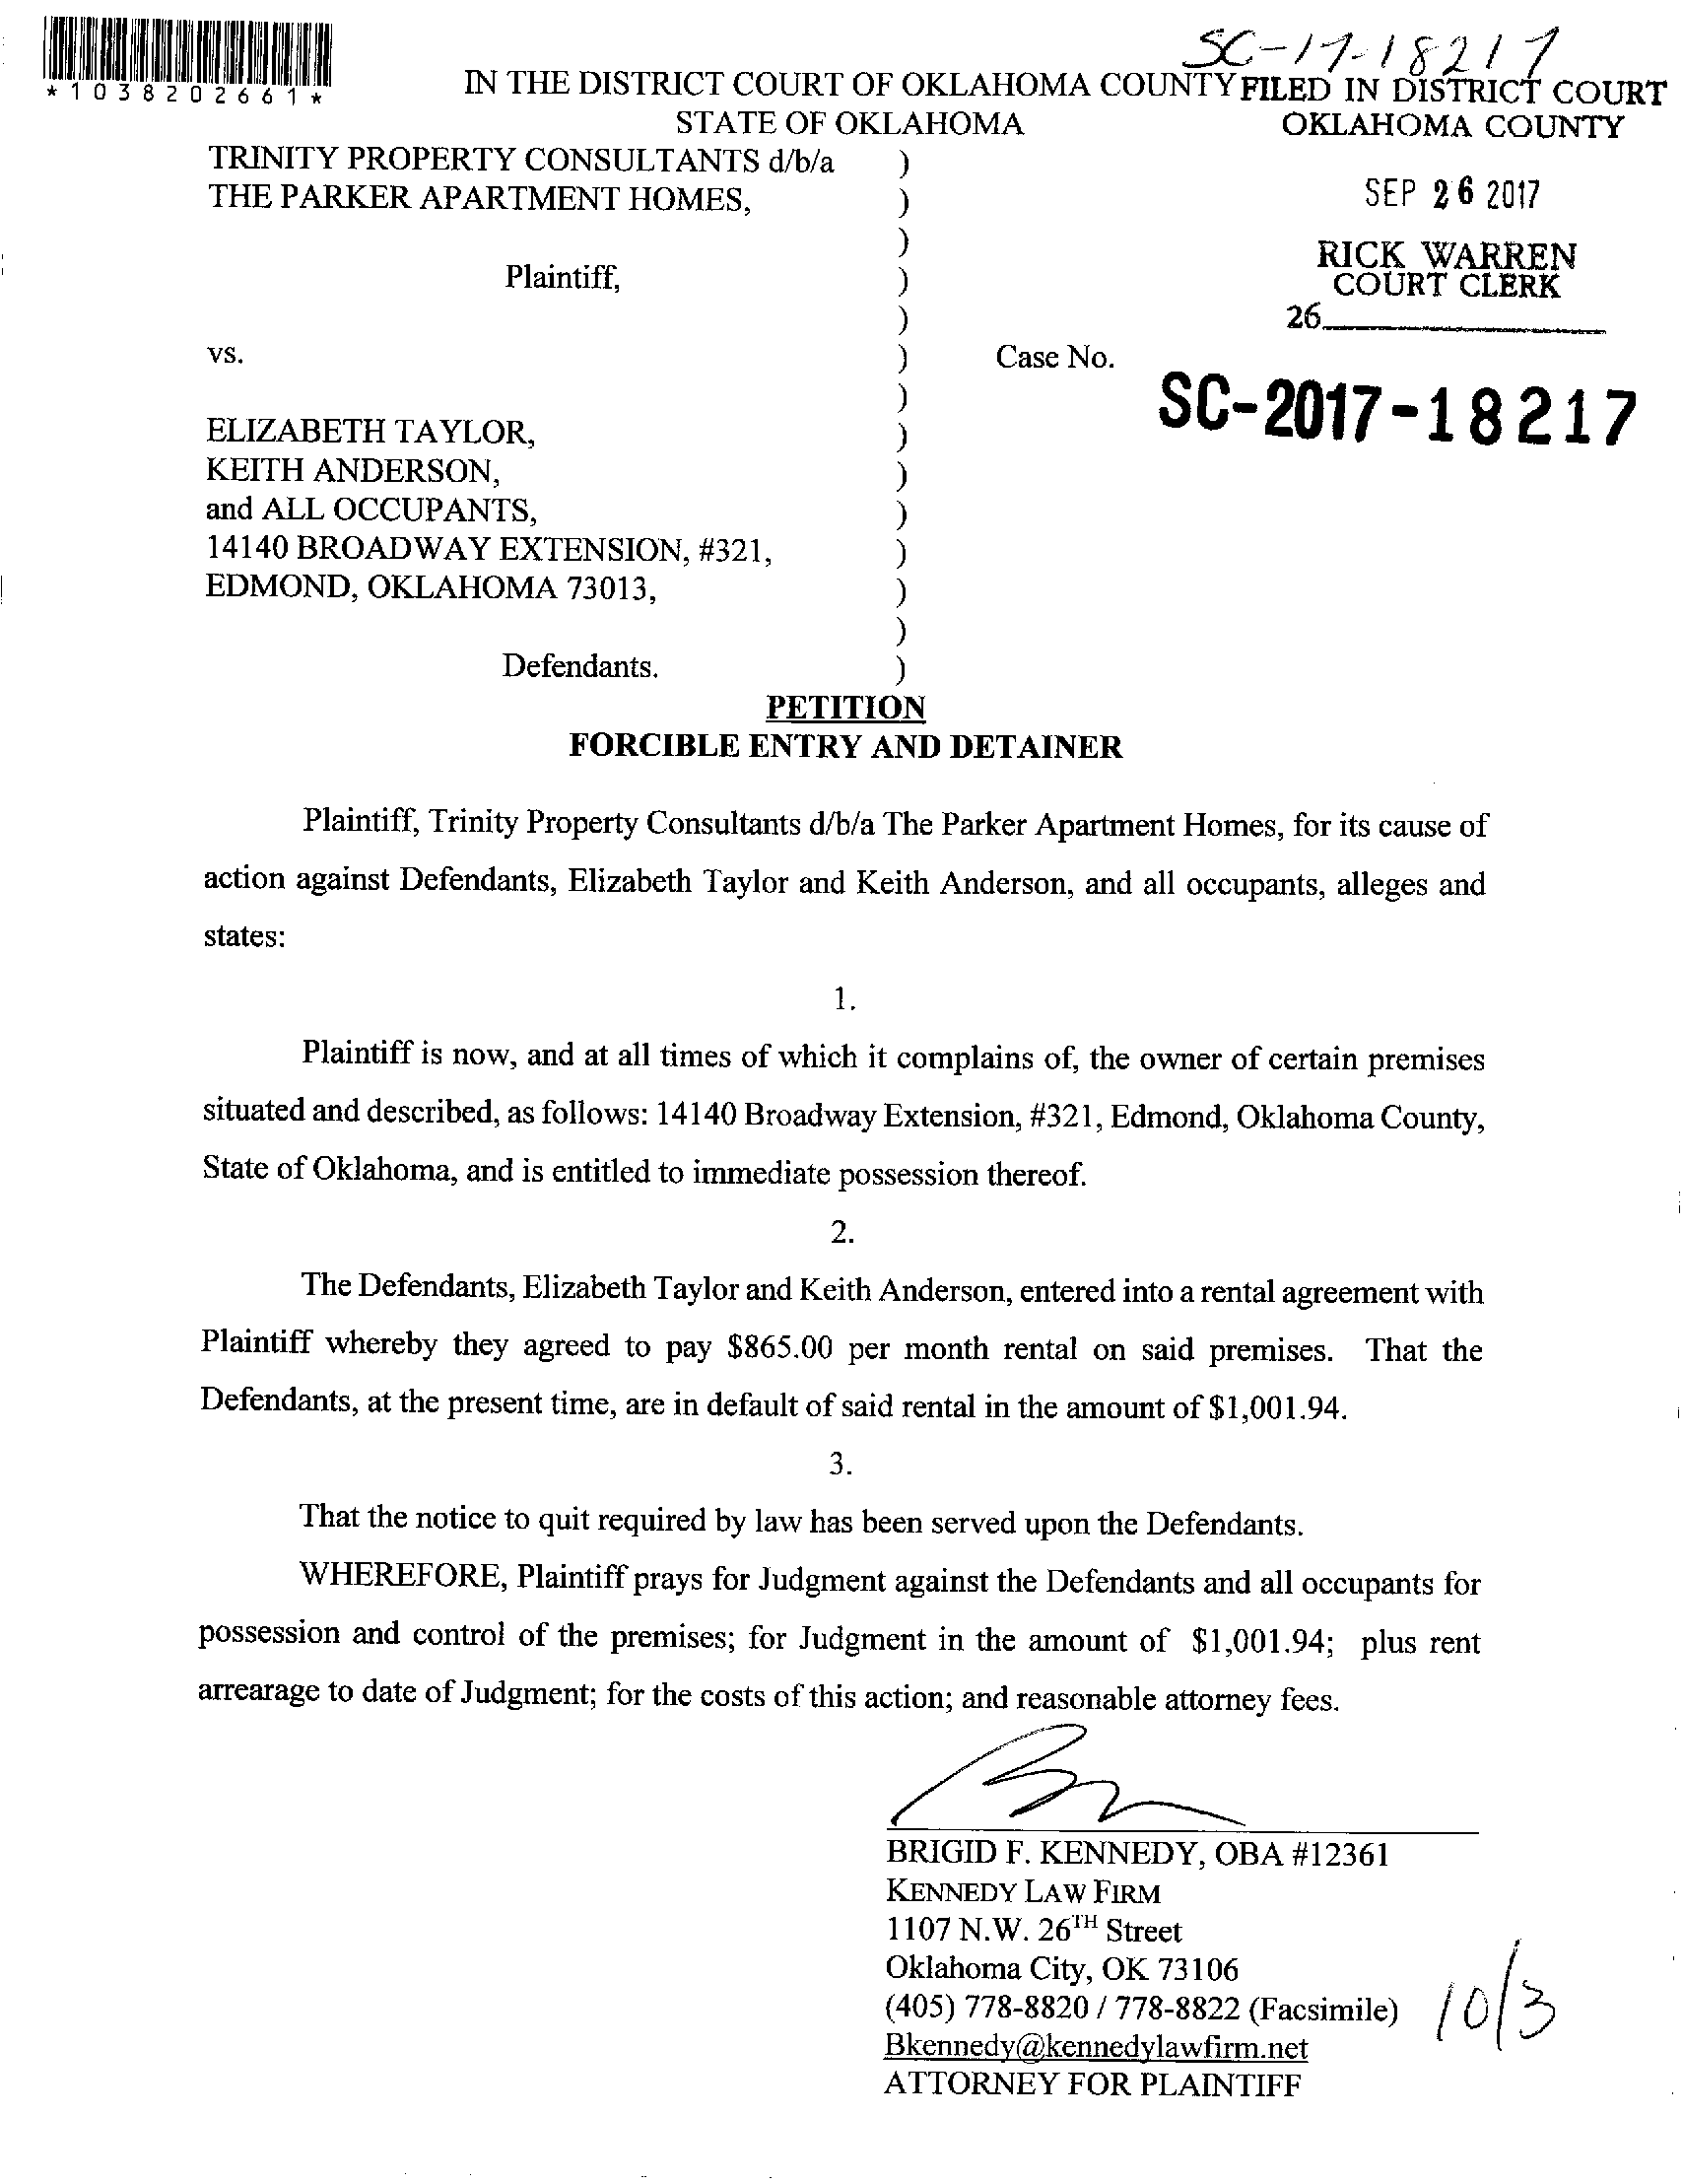 SC-17-18217
*1038202661*
IN THE DISTRICT COURT OF OKLAHOMA COUNTY
STATE OF OKLAHOMA
FILED IN DISTRICT COURT
OKLAHOMA COUNTY
SEP 26 2017
RICK WARREN
COURT CLERK
26
TRINITY PROPERTY CONSULTANTS d/b/a )
THE PARKER APARTMENT HOMES, )
)
Plaintiff, )
)
vs. ) Case No.
SC-2017-18217
)
ELIZABETH TAYLOR, )
KEITH ANDERSON, )
and ALL OCCUPANTS, )
14140 BROADWAY EXTENSION, #321, )
EDMOND, OKLAHOMA 73013, )
)
Defendants. )
PETITION
FORCIBLE ENTRY AND DETAINER
Plaintiff, Trinity Property Consultants d/b/a The Parker Apartment Homes, for its cause of
action against Defendants, Elizabeth Taylor and Keith Anderson, and all occupants, alleges and
states:
1.
Plaintiff is now, and at all times of which it complains of, the owner of certain premises
situated and described, as follows: 14140 Broadway Extension, #321, Edmond, Oklahoma County,
State of Oklahoma, and is entitled to immediate possession thereof.
2.
The Defendants, Elizabeth Taylor and Keith Anderson, entered into a rental agreement with
Plaintiff whereby they agreed to pay $865.00 per month rental on said premises. That the
Defendants, at the present time, are in default of said rental in the amount of $1,001.94.
3.
That the notice to quit required by law has been served upon the Defendants.
WHEREFORE, Plaintiff prays for Judgment against the Defendants and all occupants for
possession and control of the premises; for Judgment in the amount of $1,001.94; plus rent
arrearage to date of Judgment; for the costs of this action; and reasonable attorney fees.
BRIGID F. KENNEDY, OBA #12361
KENNEDY LAW FIRM
1107 N.W. 26TH Street
Oklahoma City, OK 73106
(405) 778-8820 / 778-8822 (Facsimile)
Bkennedy@kennedylawfirm.net
ATTORNEY FOR PLAINTIFF
10/3